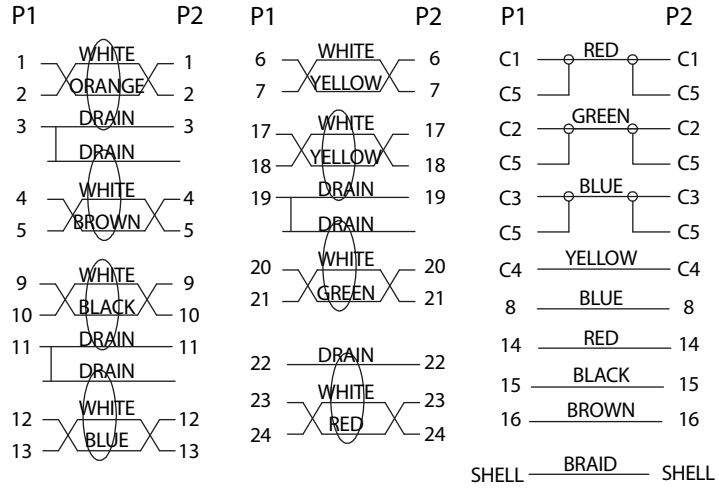 P1 P2
WHITE
1 1
ORANGE
2 2
DRAIN
3 3
DRAIN
WHITE
4 4
BROWN
5 5
WHITE
9 9
BLACK
10 10
DRAIN
11 11
DRAIN
WHITE
12 12
BLUE
13 13
P1 P2
WHITE
6 6
YELLOW
7 7
WHITE
17 17
YELLOW
18 18
DRAIN
19 19
DRAIN
WHITE
20 20
GREEN
21 21
DRAIN
22 22
WHITE
23 23
RED
24 24
P1 P2
RED
C1 C1
C5 C5
GREEN
C2 C2
C5 C5
BLUE
C3 C3
C5 C5
YELLOW
C4 C4
BLUE
8 8
RED
14 14
BLACK
15 15
BROWN
16 16
BRAID
SHELL SHELL